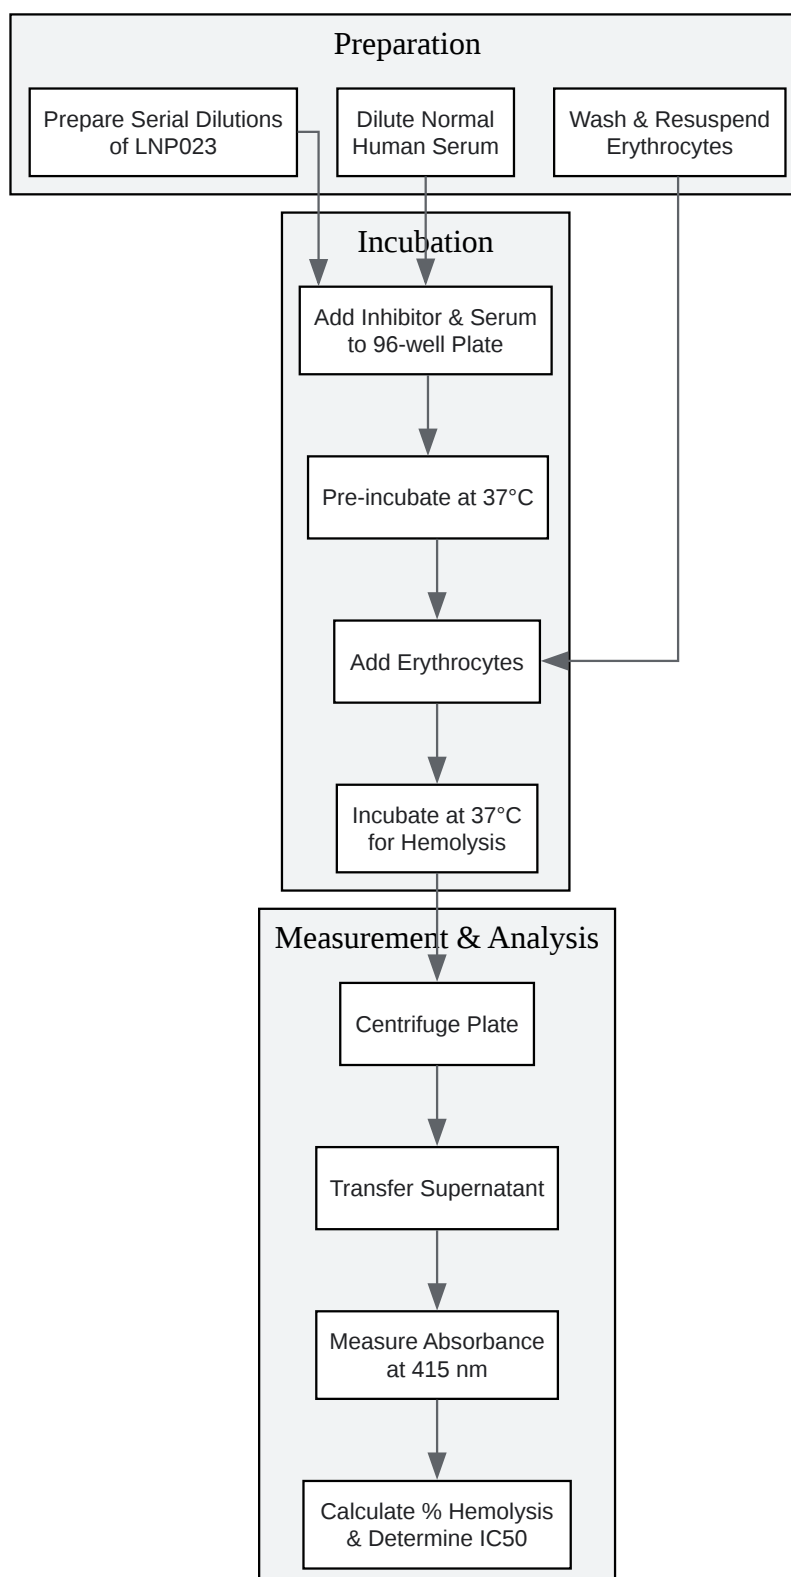 Preparation
Prepare Serial Dilutions
of LNP023
Dilute Normal
Human Serum
Wash & Resuspend
Erythrocytes
Incubation
Add Inhibitor & Serum
to 96-well Plate
Pre-incubate at 37°C
Add Erythrocytes
Incubate at 37°C
for Hemolysis
Measurement & Analysis
Centrifuge Plate
Transfer Supernatant
Measure Absorbance
at 415 nm
Calculate % Hemolysis
& Determine IC50